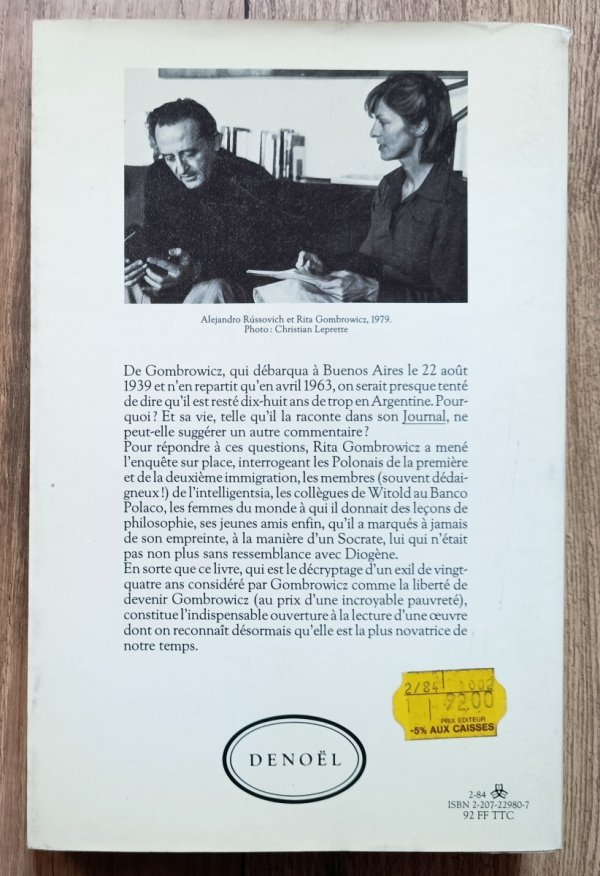 Alejandro Rússovich et Rita Gombrowicz, 1979.
Photo : Christian Leprette
De Gombrowicz, qui débarqua à Buenos Aires le 22 août
1939 et n'en repartit qu'en avril 1963, on serait presque tenté
de dire qu'il est resté dix-huit ans de trop en Argentine. Pour-
quoi ? Et sa vie, telle qu'il la raconte dans son Journal, ne
peut-elle suggérer un autre commentaire ?
Pour répondre à ces questions, Rita Gombrowicz a mené
l'enquête sur place, interrogeant les Polonais de la première
et de la deuxième immigration, les membres (souvent dédai-
gneux !) de l'intelligentsia, les collègues de Witold au Banco
Polaco, les femmes du monde à qui il donnait des leçons de
philosophie, ses jeunes amis enfin, qu'il a marqués à jamais
de son empreinte, à la manière d'un Socrate, lui qui n'était
pas non plus sans ressemblance avec Diogène.
En sorte que ce livre, qui est le décryptage d'un exil de vingt-
quatre ans considéré par Gombrowicz comme la liberté de
devenir Gombrowicz (au prix d'une incroyable pauvreté),
constitue l'indispensable ouverture à la lecture d'une œuvre
dont on reconnaît désormais qu'elle est la plus novatrice de
notre temps.
2/84
92.00
PRIX EDITEUR
-5% AUX CAISSES
DENOËL
2-84
ISBN 2-207-22980-7
92 FF TTC